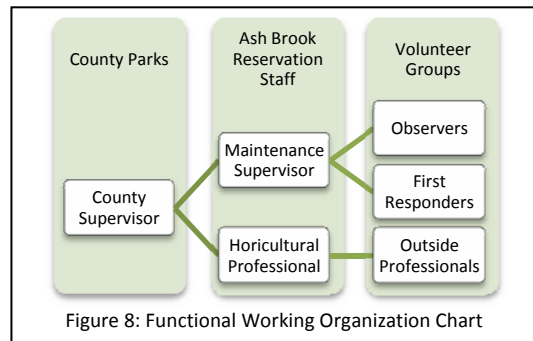 County Parks
Ash Brook
Reservation
Staff
Volunteer
Groups
County
Supervisor
Maintenance
Supervisor
Horicultural
Professional
Observers
First
Responders
Outside
Professionals
Figure 8: Functional Working Organization Chart